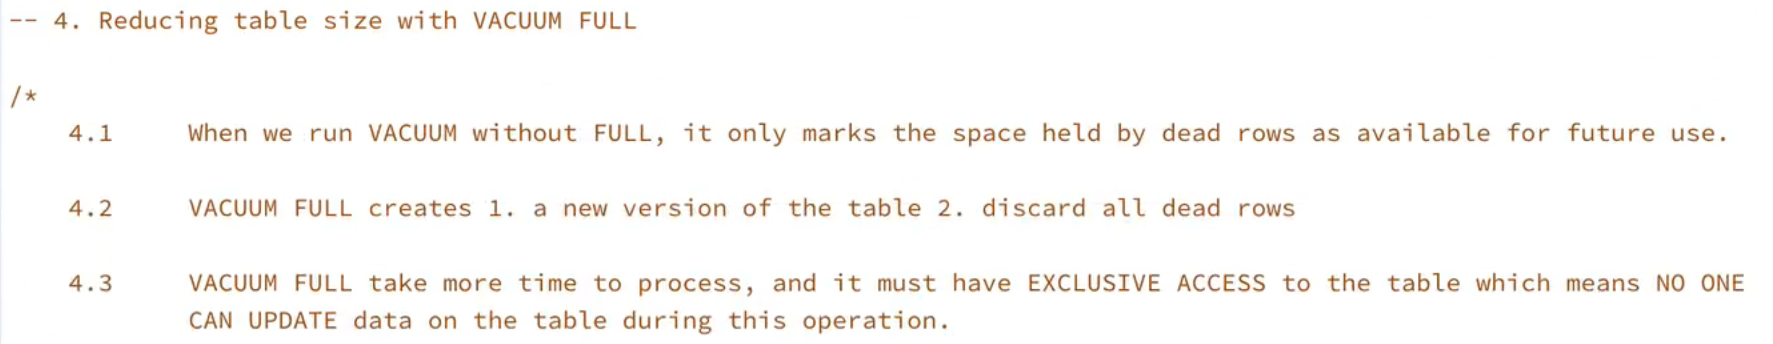 -- 4. Reducing table size with VACUUM FULL
/*
4.1 When we run VACUUM without FULL, it only marks the space held by dead rows as available for future use.
4.2 VACUUM FULL creates 1. a new version of the table 2. discard all dead rows
4.3 VACUUM FULL take more time to process, and it must have EXCLUSIVE ACCESS to the table which means NO ONE
CAN UPDATE data on the table during this operation.